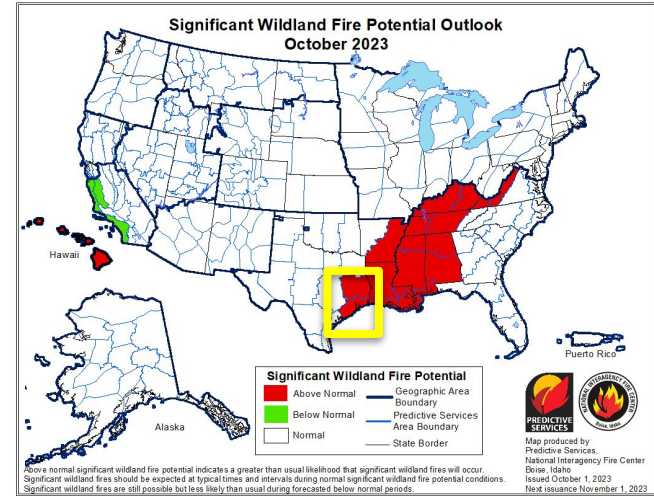 Significant Wildland Fire Potential Outlook
October 2023
Hawaii
Alaska
Puerto Rico
Significant Wildland Fire Potential
Above Normal
Below Normal
Normal
Geographic Area
Boundary
Predictive Services
Area Boundary
State Border
PREDICTIVE
SERVICES
NATIONAL INTERAGENCY FIRE CENTER
Boise, Idaho
Map produced by
Predictive Services,
National Interagency Fire Center
Boise, Idaho
Issued October 1, 2023
Next issuance November 1, 2023
Above normal significant wildland fire potential indicates a greater than usual likelihood that significant wildland fires will occur.
Significant wildland fires should be expected at typical times and intervals during normal significant wildland fire potential conditions.
Significant wildland fires are still possible but less likely than usual during forecasted below normal periods.